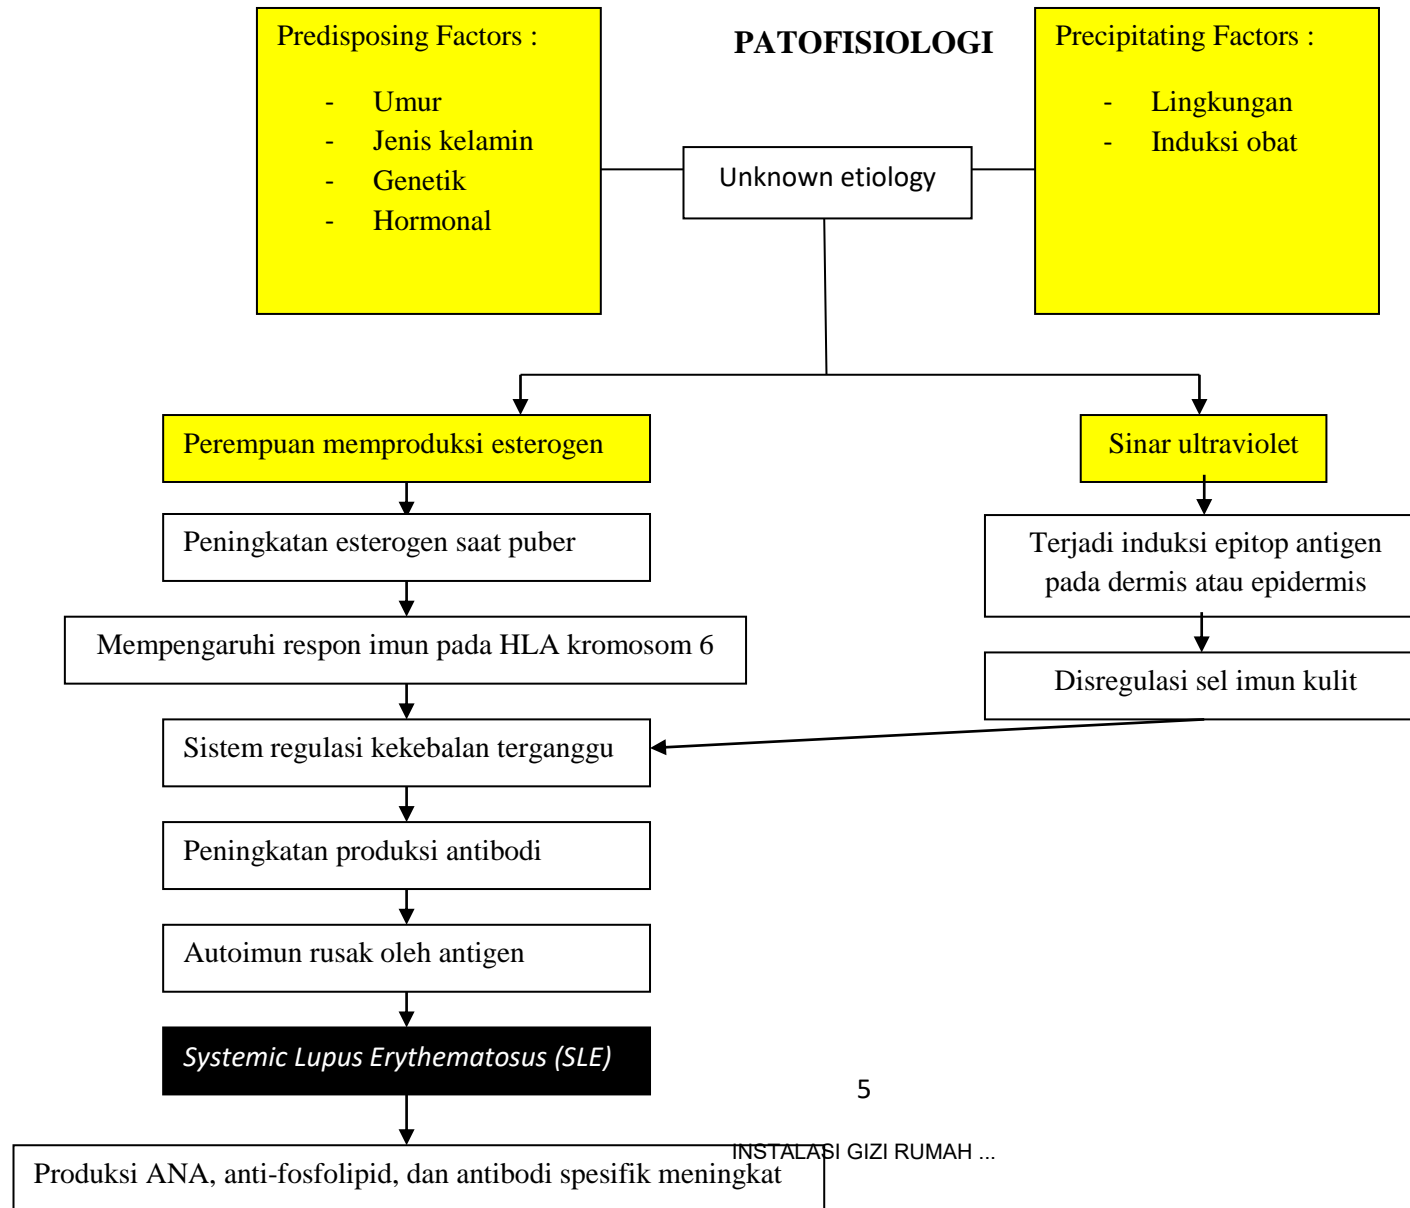 PATOFISIOLOGI
Predisposing Factors :
- Umur
- Jenis kelamin
- Genetik
- Hormonal
Unknown etiology
Precipitating Factors :
- Lingkungan
- Induksi obat
Perempuan memproduksi esterogen
Sinar ultraviolet
Peningkatan esterogen saat puber
Terjadi induksi epitop antigen
pada dermis atau epidermis
Mempengaruhi respon imun pada HLA kromosom 6
Disregulasi sel imun kulit
Sistem regulasi kekebalan terganggu
Peningkatan produksi antibodi
Autoimun rusak oleh antigen
Systemic Lupus Erythematosus (SLE)
Produksi ANA, anti-fosfolipid, dan antibodi spesifik meningkat
5
INSTALASI GIZI RUMAH ...